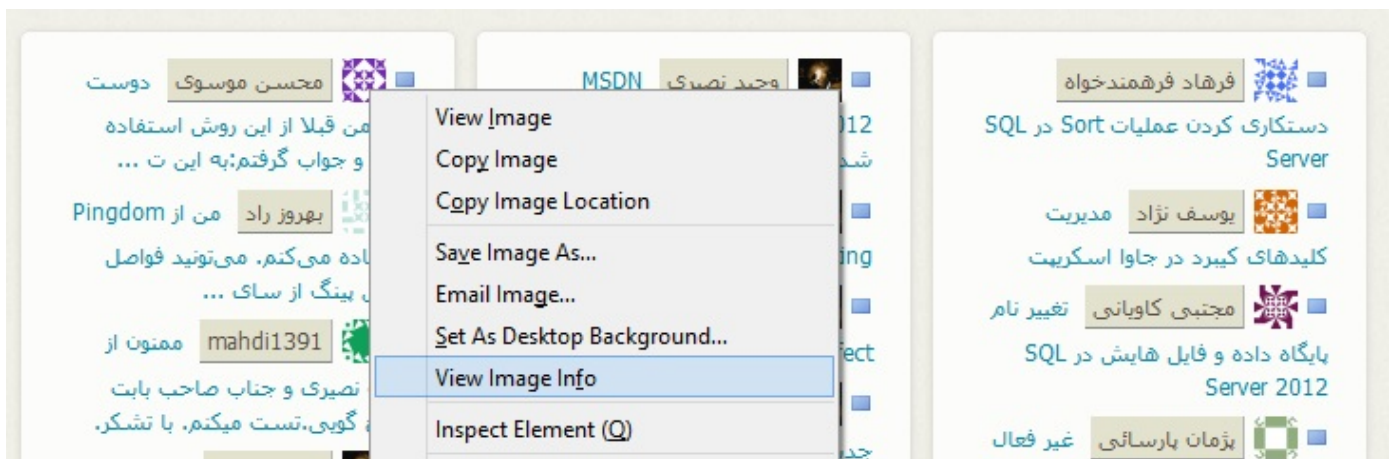 فرهاد فرهمندخواه
دستکاری کردن عملیات Sort در SQL
Server
یوسف نژاد مدیریت
کلیدهای کیبرد در جاوا اسکریپت
مجتبی کاویانی تغییر نام
پایگاه داده و فایل هایش در SQL
Server 2012
پژمان پارسائی غیر فعال
وحید نصیری MSDN
محسن موسوی دوست
من قبلا از این روش استفاده
و جواب گرفتم:به این ت ...
بهروز راد من از Pingdom
می‌کنم. می‌تونید فواصل
پینگ از سای ...
mahdi1391 ممنون از
نصیری و جناب صاحب بابت
گویی.تست میکنم. با تشکر.
View Image
Copy Image
Copy Image Location
Save Image As...
Email Image...
Set As Desktop Background...
View Image Info
Inspect Element (Q)